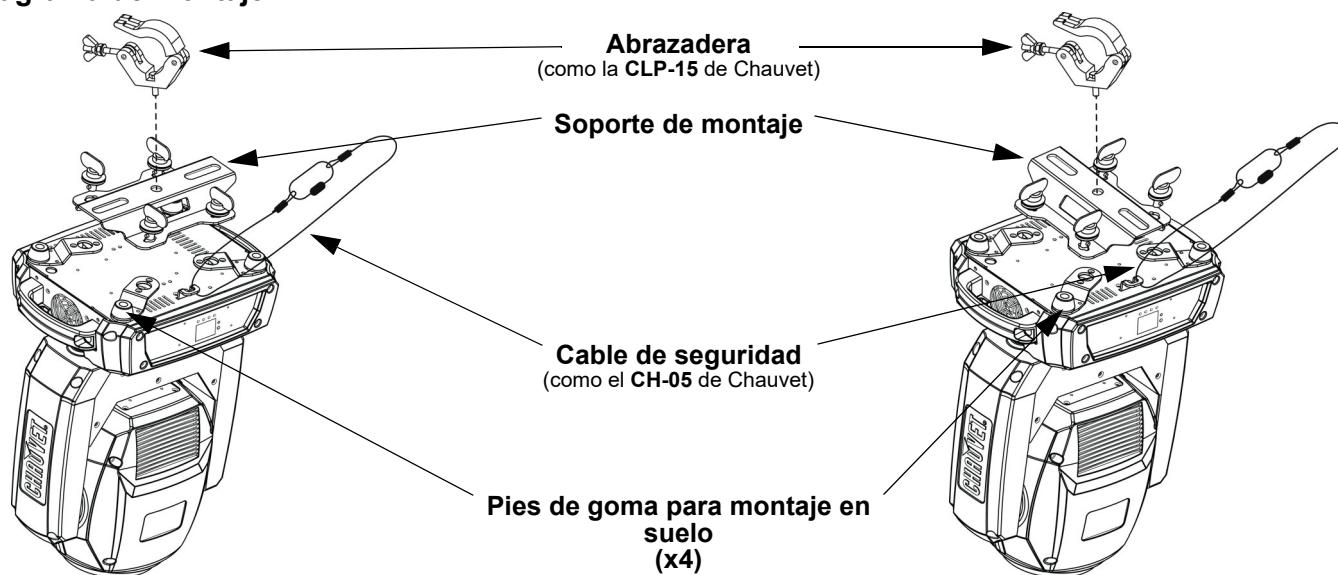 Abrazadera
(como la CLP-15 de Chauvet)
Soporte de montaje
Cable de seguridad
(como el CH-05 de Chauvet)
Pies de goma para montaje en
suelo
(x4)
CHAUVET
CHAUVET